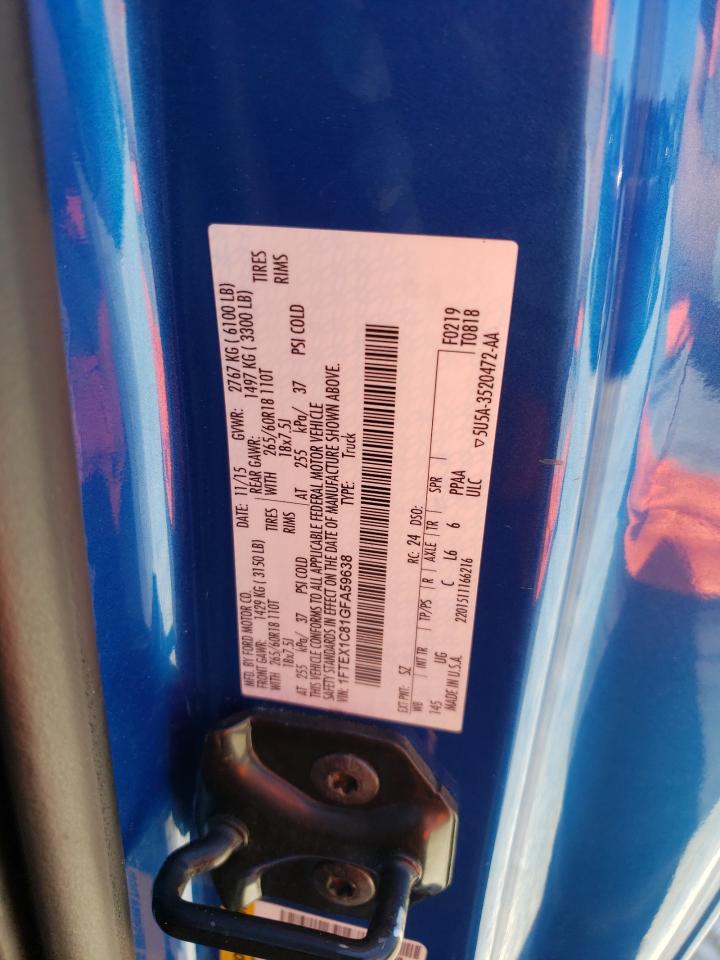 MFD. BY FORD MOTOR CO. DATE: 11/15 GVWR: 2767 KG ( 6100 LB)
FRONT GAWR: 1429 KG ( 3150 LB) REAR GAWR: 1497 KG ( 3300 LB)
WITH 265/60R18 110T TIRES WITH 265/60R18 110T TIRES
18x7.5J RIMS 18x7.5J RIMS
AT 255 kPa/ 37 PSI COLD AT 255 kPa/ 37 PSI COLD
THIS VEHICLE CONFORMS TO ALL APPLICABLE FEDERAL MOTOR VEHICLE
SAFETY STANDARDS IN EFFECT ON THE DATE OF MANUFACTURE SHOWN ABOVE.
VIN: 1FTEX1C81GFA59638 TYPE: Truck
EXT PNT: SZ RC: 24 DSO: F0219
WB INT TR TP/PS R AXLE TR SPR T0818
145 UG C L6 6 PPAA
MADE IN U.S.A. 2201511166216 ULC
▽5U5A-3520472-AA